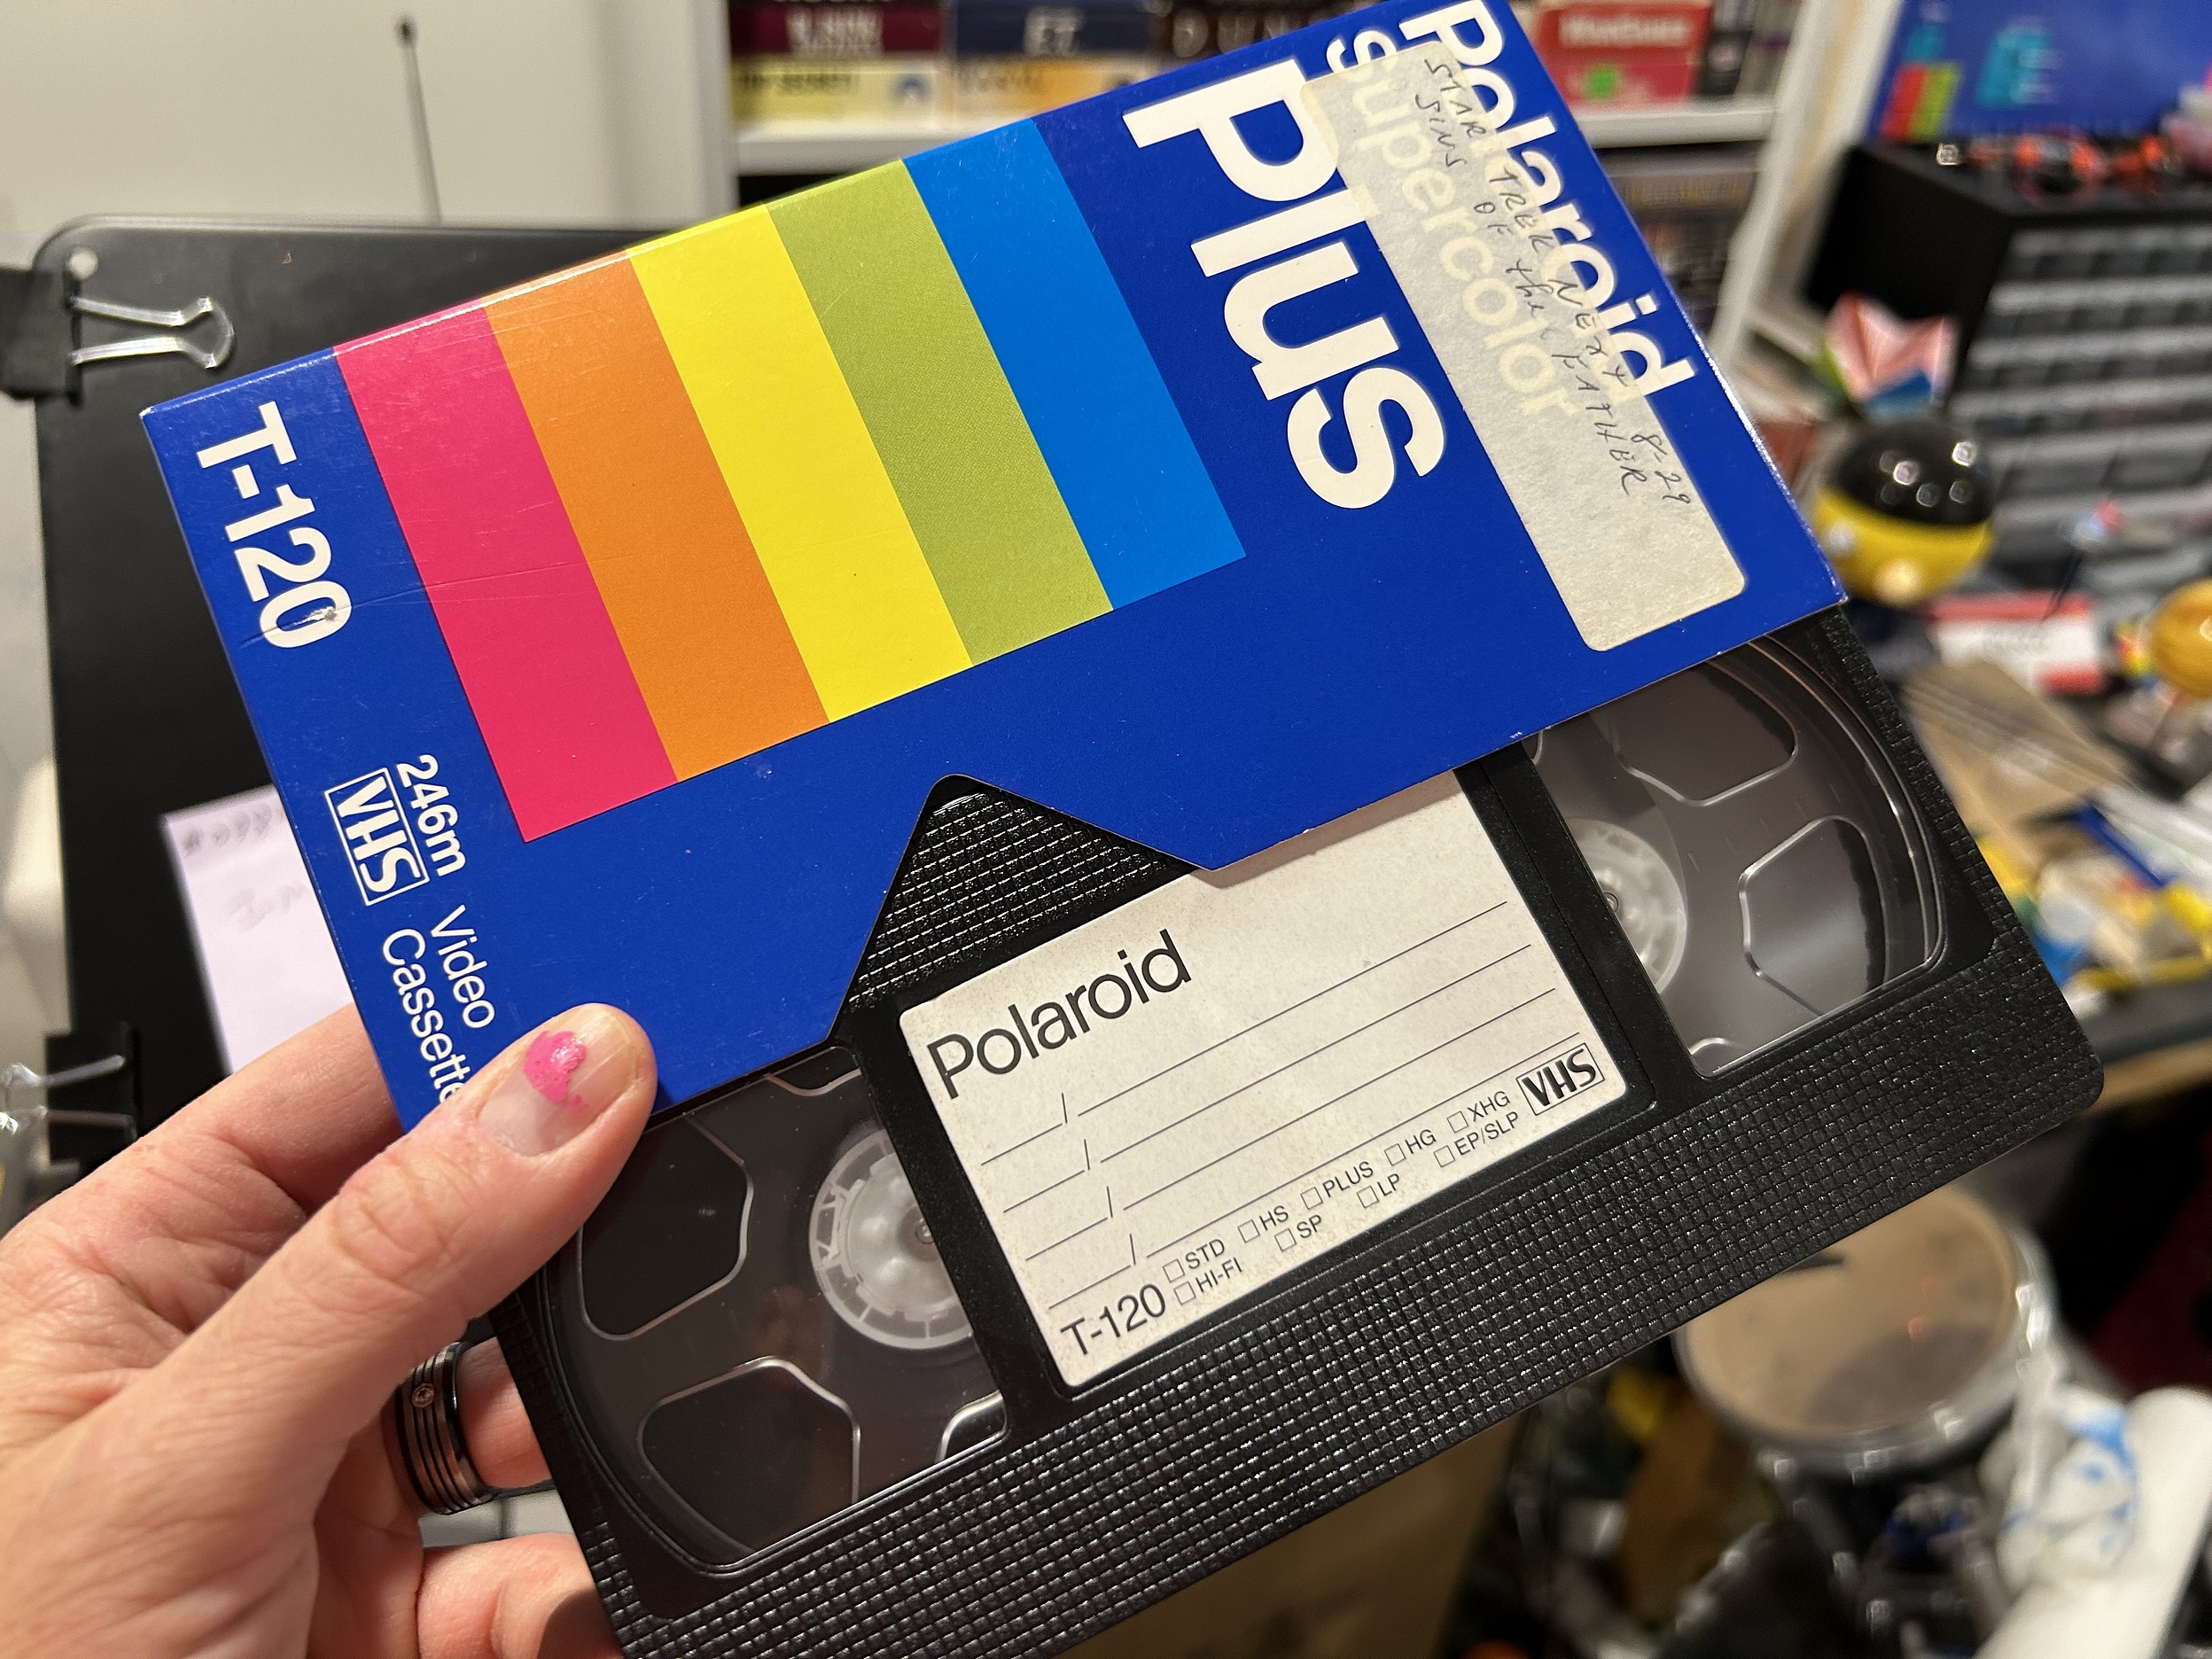 Polaroid
supercolor
Plus
STAR TREK NEXT 8-29
SINS OF the FATHER
T-120
246m Video
VHS Cassette
Polaroid
T-120 STD HS PLUS HG XHG
HI-FI SP LP EP/SLP
VHS
E.T.
DUN